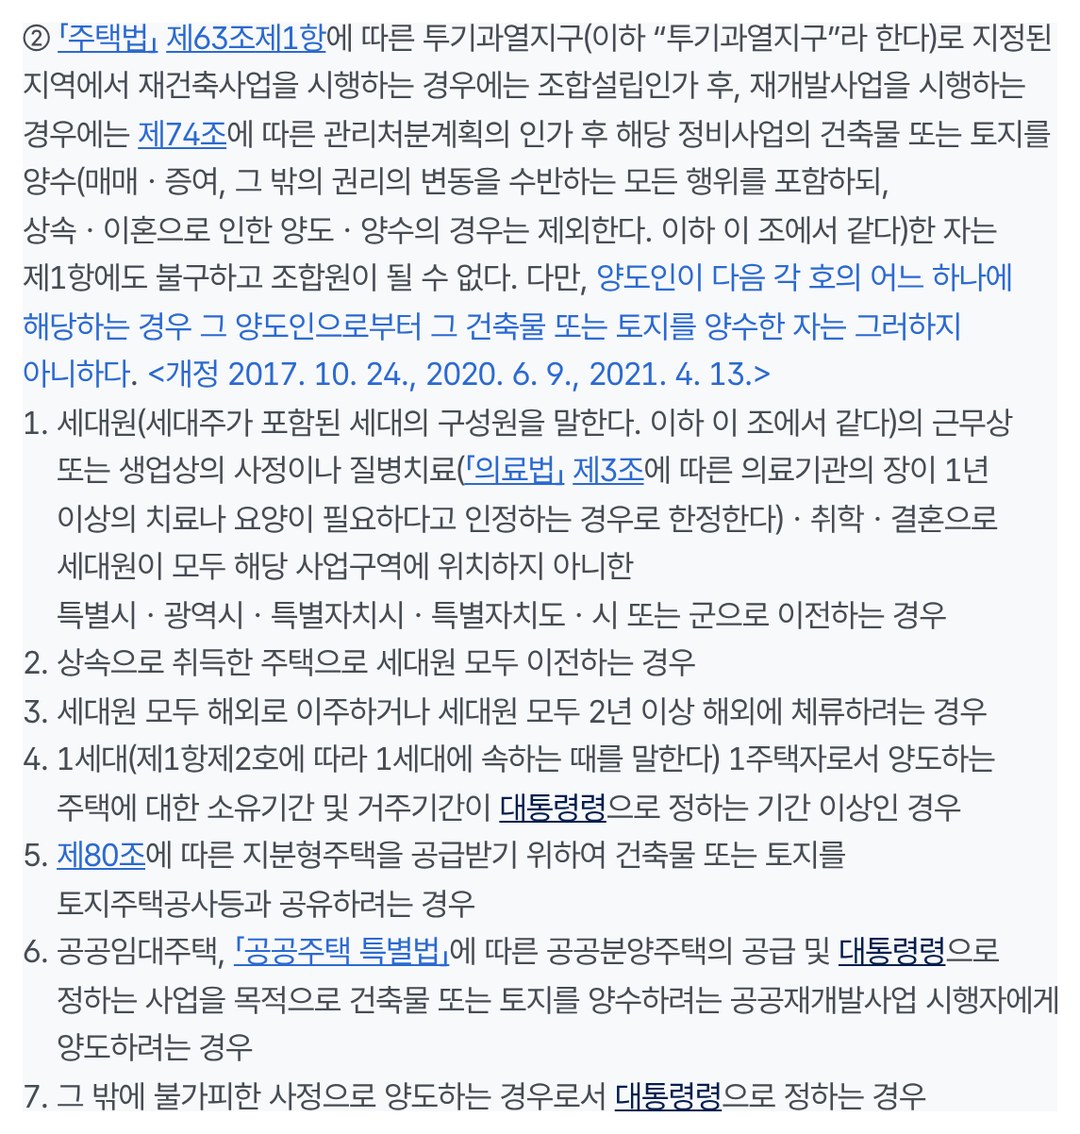 ② 「주택법」 제63조제1항에 따른 투기과열지구(이하 “투기과열지구”라 한다)로 지정된
지역에서 재건축사업을 시행하는 경우에는 조합설립인가 후, 재개발사업을 시행하는
경우에는 제74조에 따른 관리처분계획의 인가 후 해당 정비사업의 건축물 또는 토지를
양수(매매ㆍ증여, 그 밖의 권리의 변동을 수반하는 모든 행위를 포함하되,
상속ㆍ이혼으로 인한 양도ㆍ양수의 경우는 제외한다. 이하 이 조에서 같다)한 자는
제1항에도 불구하고 조합원이 될 수 없다. 다만, 양도인이 다음 각 호의 어느 하나에
해당하는 경우 그 양도인으로부터 그 건축물 또는 토지를 양수한 자는 그러하지
아니하다. <개정 2017. 10. 24., 2020. 6. 9., 2021. 4. 13.>
1. 세대원(세대주가 포함된 세대의 구성원을 말한다. 이하 이 조에서 같다)의 근무상
또는 생업상의 사정이나 질병치료(「의료법」 제3조에 따른 의료기관의 장이 1년
이상의 치료나 요양이 필요하다고 인정하는 경우로 한정한다)ㆍ취학ㆍ결혼으로
세대원이 모두 해당 사업구역에 위치하지 아니한
특별시ㆍ광역시ㆍ특별자치시ㆍ특별자치도ㆍ시 또는 군으로 이전하는 경우
2. 상속으로 취득한 주택으로 세대원 모두 이전하는 경우
3. 세대원 모두 해외로 이주하거나 세대원 모두 2년 이상 해외에 체류하려는 경우
4. 1세대(제1항제2호에 따라 1세대에 속하는 때를 말한다) 1주택자로서 양도하는
주택에 대한 소유기간 및 거주기간이 대통령령으로 정하는 기간 이상인 경우
5. 제80조에 따른 지분형주택을 공급받기 위하여 건축물 또는 토지를
토지주택공사등과 공유하려는 경우
6. 공공임대주택, 「공공주택 특별법」에 따른 공공분양주택의 공급 및 대통령령으로
정하는 사업을 목적으로 건축물 또는 토지를 양수하려는 공공재개발사업 시행자에게
양도하려는 경우
7. 그 밖에 불가피한 사정으로 양도하는 경우로서 대통령령으로 정하는 경우